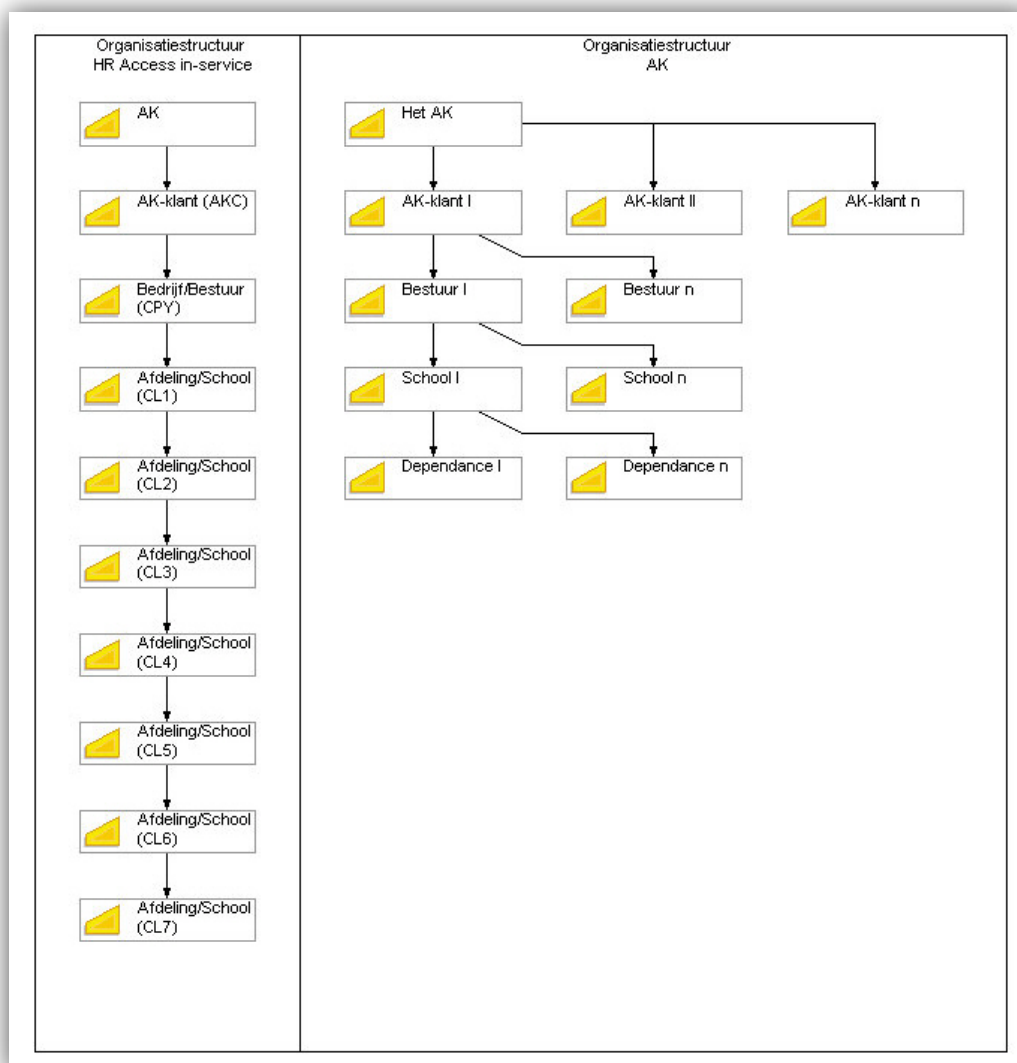 Organisatiestructuur
HR Access in-service
AK
AK-klant (AKC)
Bedrijf/Bestuur
(CPY)
Afdeling/School
(CL1)
Afdeling/School
(CL2)
Afdeling/School
(CL3)
Afdeling/School
(CL4)
Afdeling/School
(CL5)
Afdeling/School
(CL6)
Afdeling/School
(CL7)
Organisatiestructuur
AK
Het AK
AK-klant I
AK-klant II
AK-klant n
Bestuur I
Bestuur n
School I
School n
Dependance I
Dependance n